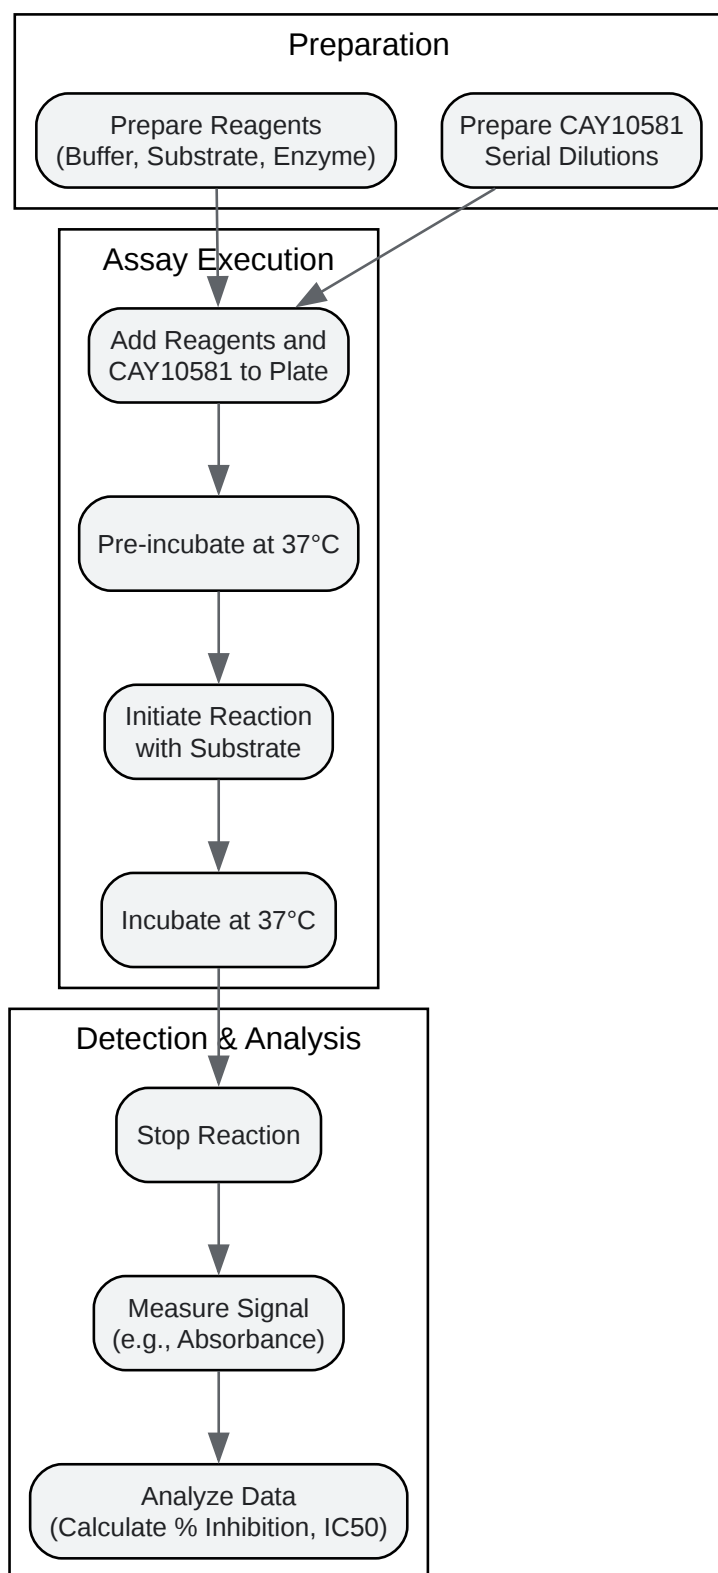 Preparation
Prepare Reagents
(Buffer, Substrate, Enzyme)
Prepare CAY10581
Serial Dilutions
Assay Execution
Add Reagents and
CAY10581 to Plate
Pre-incubate at 37°C
Initiate Reaction
with Substrate
Incubate at 37°C
Detection & Analysis
Stop Reaction
Measure Signal
(e.g., Absorbance)
Analyze Data
(Calculate % Inhibition, IC50)